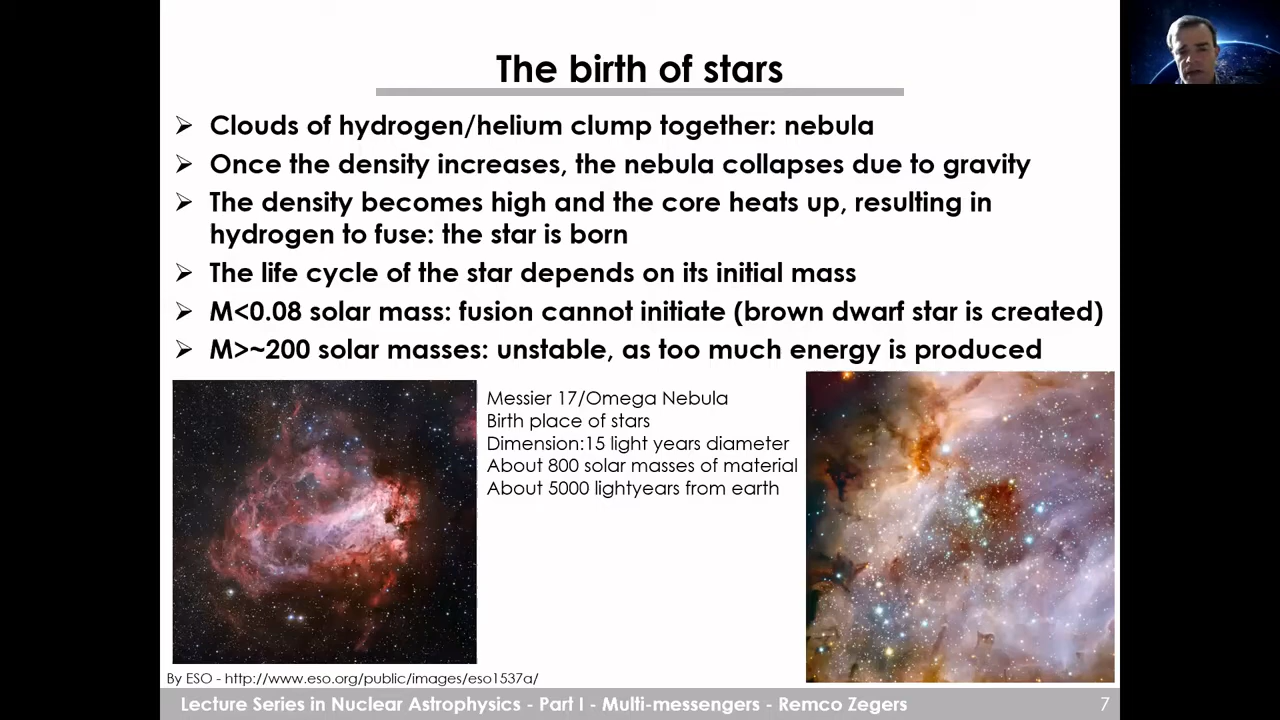 The birth of stars
➢ Clouds of hydrogen/helium clump together: nebula
➢ Once the density increases, the nebula collapses due to gravity
➢ The density becomes high and the core heats up, resulting in
hydrogen to fuse: the star is born
➢ The life cycle of the star depends on its initial mass
➢ M<0.08 solar mass: fusion cannot initiate (brown dwarf star is created)
➢ M>~200 solar masses: unstable, as too much energy is produced
Messier 17/Omega Nebula
Birth place of stars
Dimension:15 light years diameter
About 800 solar masses of material
About 5000 lightyears from earth
By ESO - http://www.eso.org/public/images/eso1537a/
Lecture Series in Nuclear Astrophysics - Part I - Multi-messengers - Remco Zegers 7